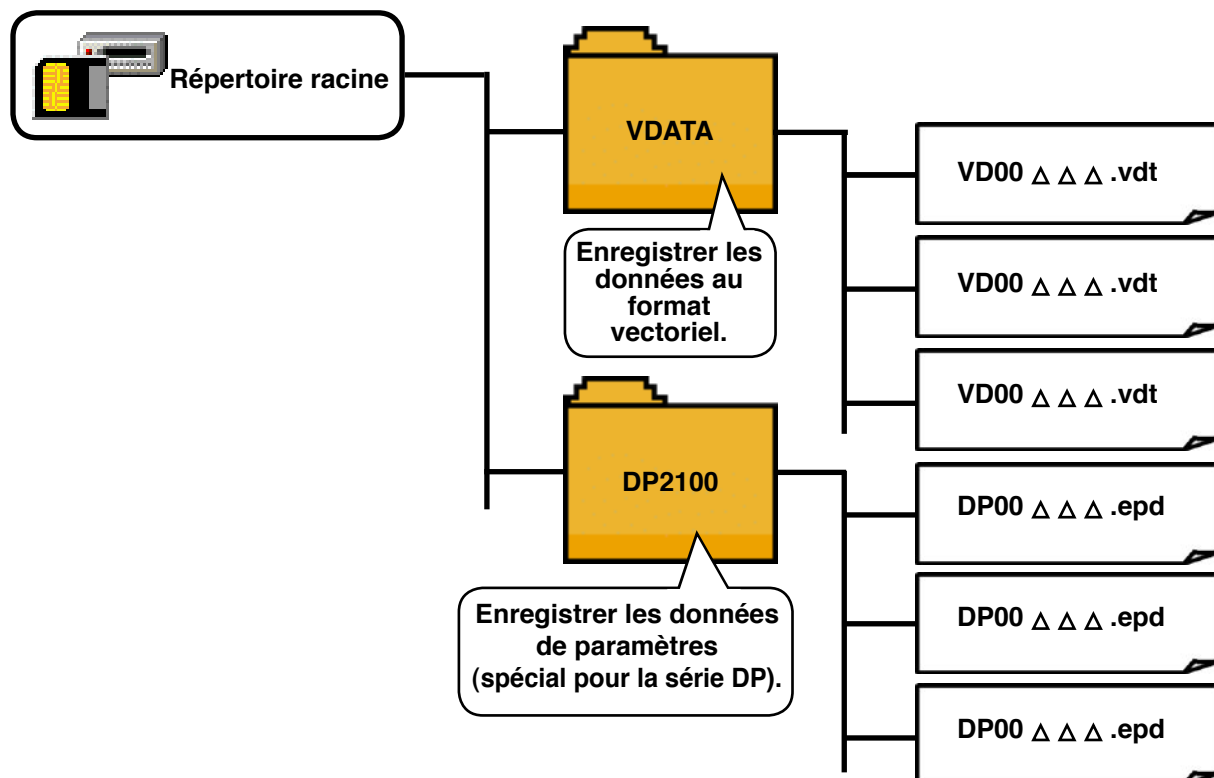 Répertoire racine
VDATA
Enregistrer les
données au
format
vectoriel.
VD00 △ △ △ .vdt
VD00 △ △ △ .vdt
VD00 △ △ △ .vdt
DP2100
Enregistrer les données
de paramètres
(spécial pour la série DP).
DP00 △ △ △ .epd
DP00 △ △ △ .epd
DP00 △ △ △ .epd